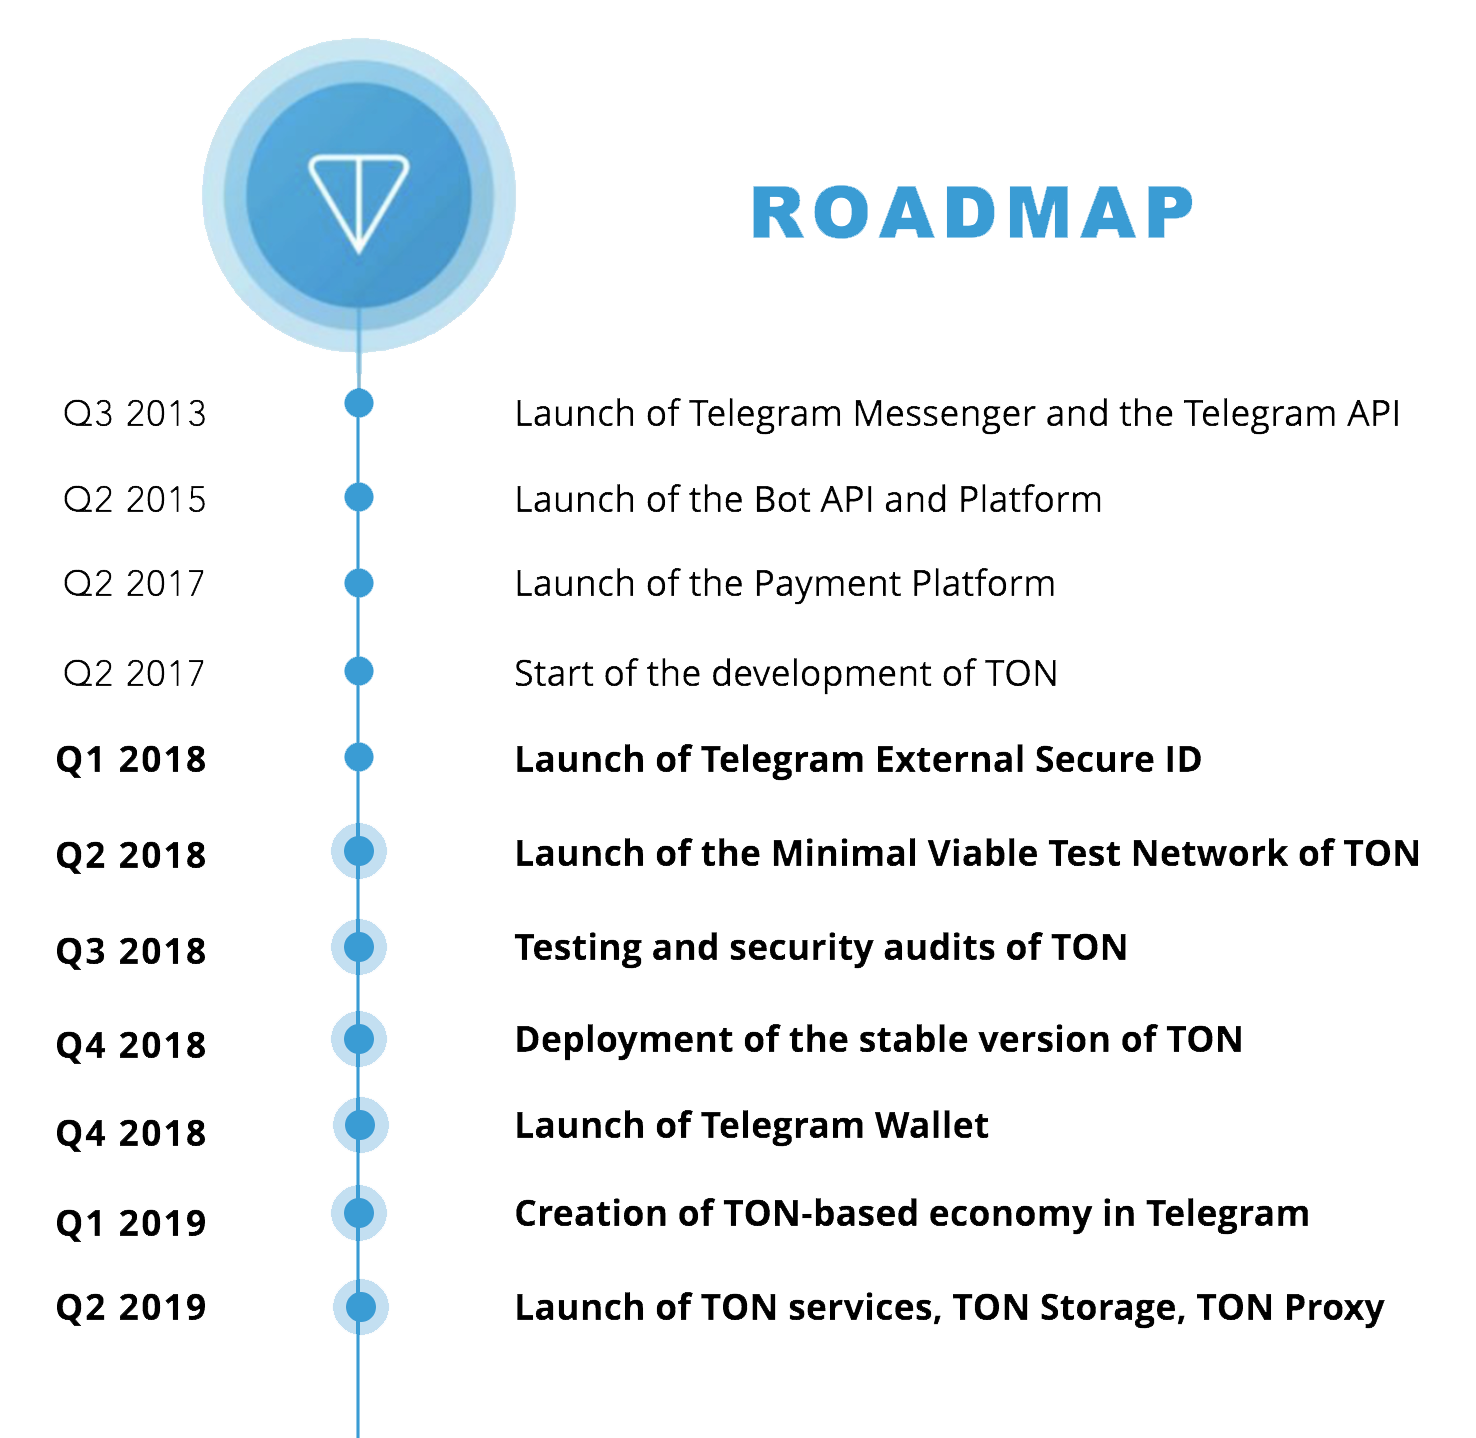 ROADMAP
Q3 2013 Launch of Telegram Messenger and the Telegram API
Q2 2015 Launch of the Bot API and Platform
Q2 2017 Launch of the Payment Platform
Q2 2017 Start of the development of TON
Q1 2018 Launch of Telegram External Secure ID
Q2 2018 Launch of the Minimal Viable Test Network of TON
Q3 2018 Testing and security audits of TON
Q4 2018 Deployment of the stable version of TON
Q4 2018 Launch of Telegram Wallet
Q1 2019 Creation of TON-based economy in Telegram
Q2 2019 Launch of TON services, TON Storage, TON Proxy